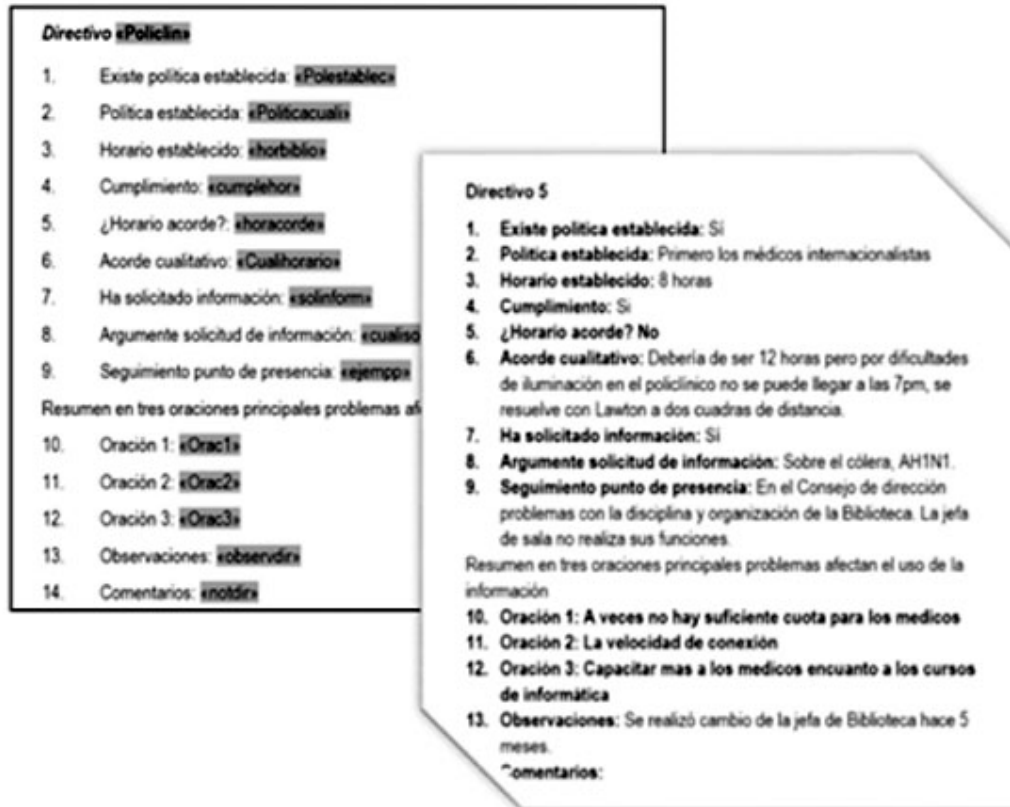 Directivo «Policlin»
1. Existe política establecida: «Polestablec»
2. Política establecida: «Politicacuali»
3. Horario establecido: «horbiblio»
4. Cumplimiento: «cumplehor»
5. ¿Horario acorde?: «horacorde»
6. Acorde cualitativo: «Cualihorario»
7. Ha solicitado información: «solinform»
8. Argumente solicitud de información: «cualiso
9. Seguimiento punto de presencia: «ejempp»
Resumen en tres oraciones principales problemas af
10. Oración 1: «Orac1»
11. Oración 2: «Orac2»
12. Oración 3: «Orac3»
13. Observaciones: «observdir»
14. Comentarios: «notdir»
Directivo 5
1. Existe política establecida: Sí
2. Política establecida: Primero los médicos internacionalistas
3. Horario establecido: 8 horas
4. Cumplimiento: Si
5. ¿Horario acorde? No
6. Acorde cualitativo: Debería de ser 12 horas pero por dificultades
de iluminación en el policlínico no se puede llegar a las 7pm, se
resuelve con Lawton a dos cuadras de distancia.
7. Ha solicitado información: Sí
8. Argumente solicitud de información: Sobre el cólera, AH1N1.
9. Seguimiento punto de presencia: En el Consejo de dirección
problemas con la disciplina y organización de la Biblioteca. La jefa
de sala no realiza sus funciones.
Resumen en tres oraciones principales problemas afectan el uso de la
información
10. Oración 1: A veces no hay suficiente cuota para los medicos
11. Oración 2: La velocidad de conexión
12. Oración 3: Capacitar mas a los medicos encuanto a los cursos
de informática
13. Observaciones: Se realizó cambio de la jefa de Biblioteca hace 5
meses.
Comentarios: